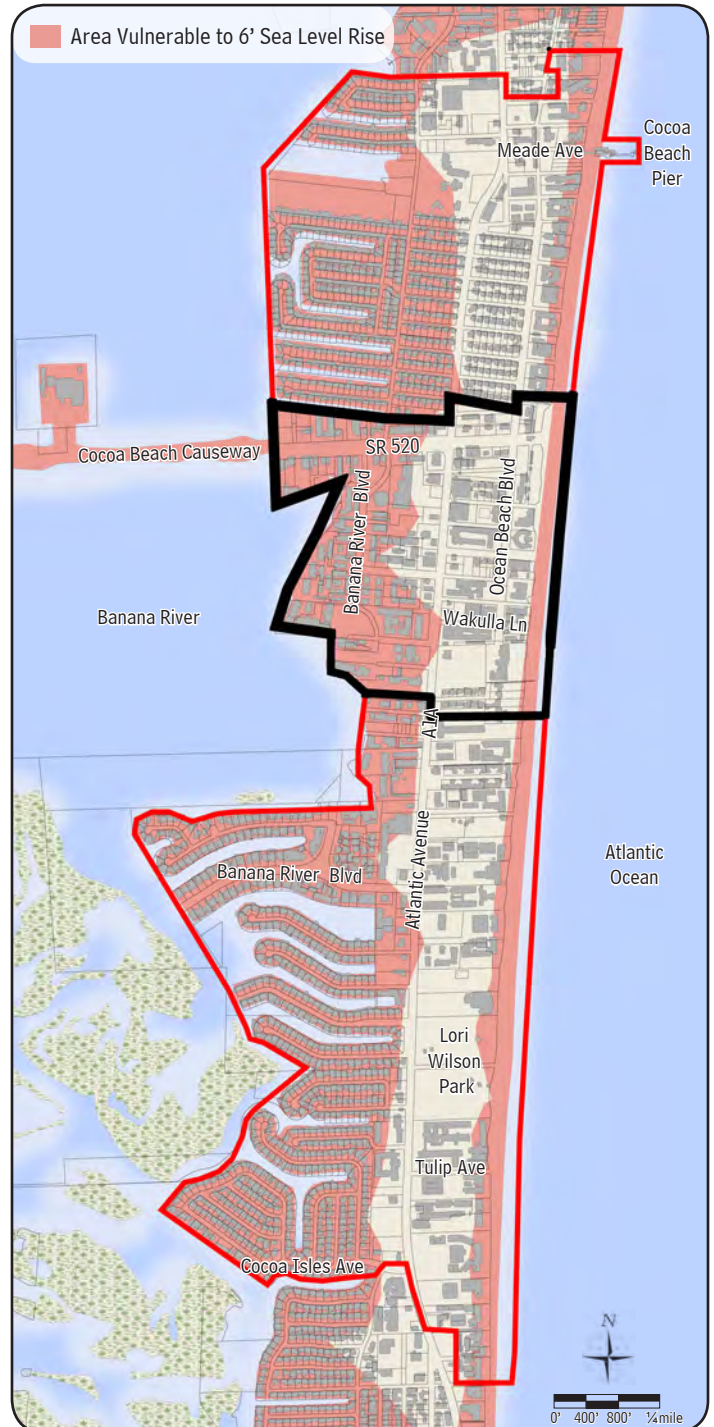 Area Vulnerable to 6’ Sea Level Rise
Cocoa
Beach
Pier
Meade Ave
SR 520
Cocoa Beach Causeway
Banana River Blvd
Ocean Beach Blvd
Banana River
Wakulla Ln
A1A
Atlantic Avenue
Atlantic
Ocean
Banana River Blvd
Lori
Wilson
Park
Tulip Ave
Cocoa Isles Ave
N
0' 400' 800' ¼mile